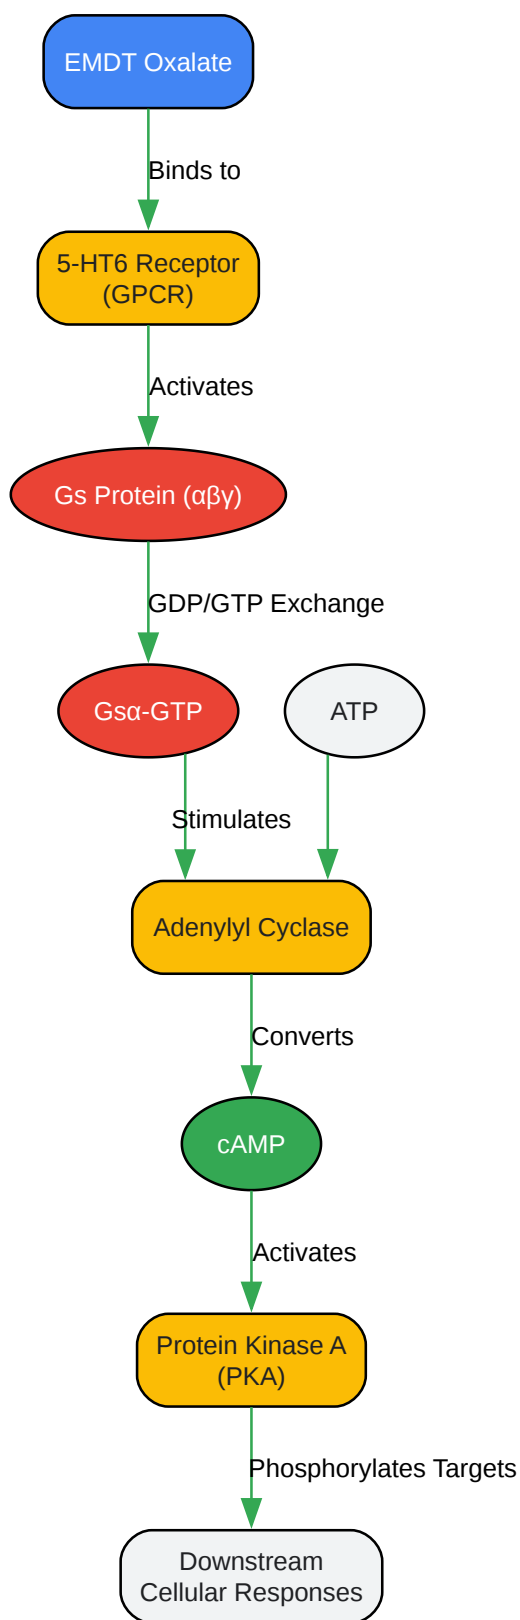 EMDT Oxalate
Binds to
5-HT6 Receptor
(GPCR)
Activates
Gs Protein (αβγ)
GDP/GTP Exchange
Gsα-GTP
ATP
Stimulates
Adenylyl Cyclase
Converts
cAMP
Activates
Protein Kinase A
(PKA)
Phosphorylates Targets
Downstream
Cellular Responses